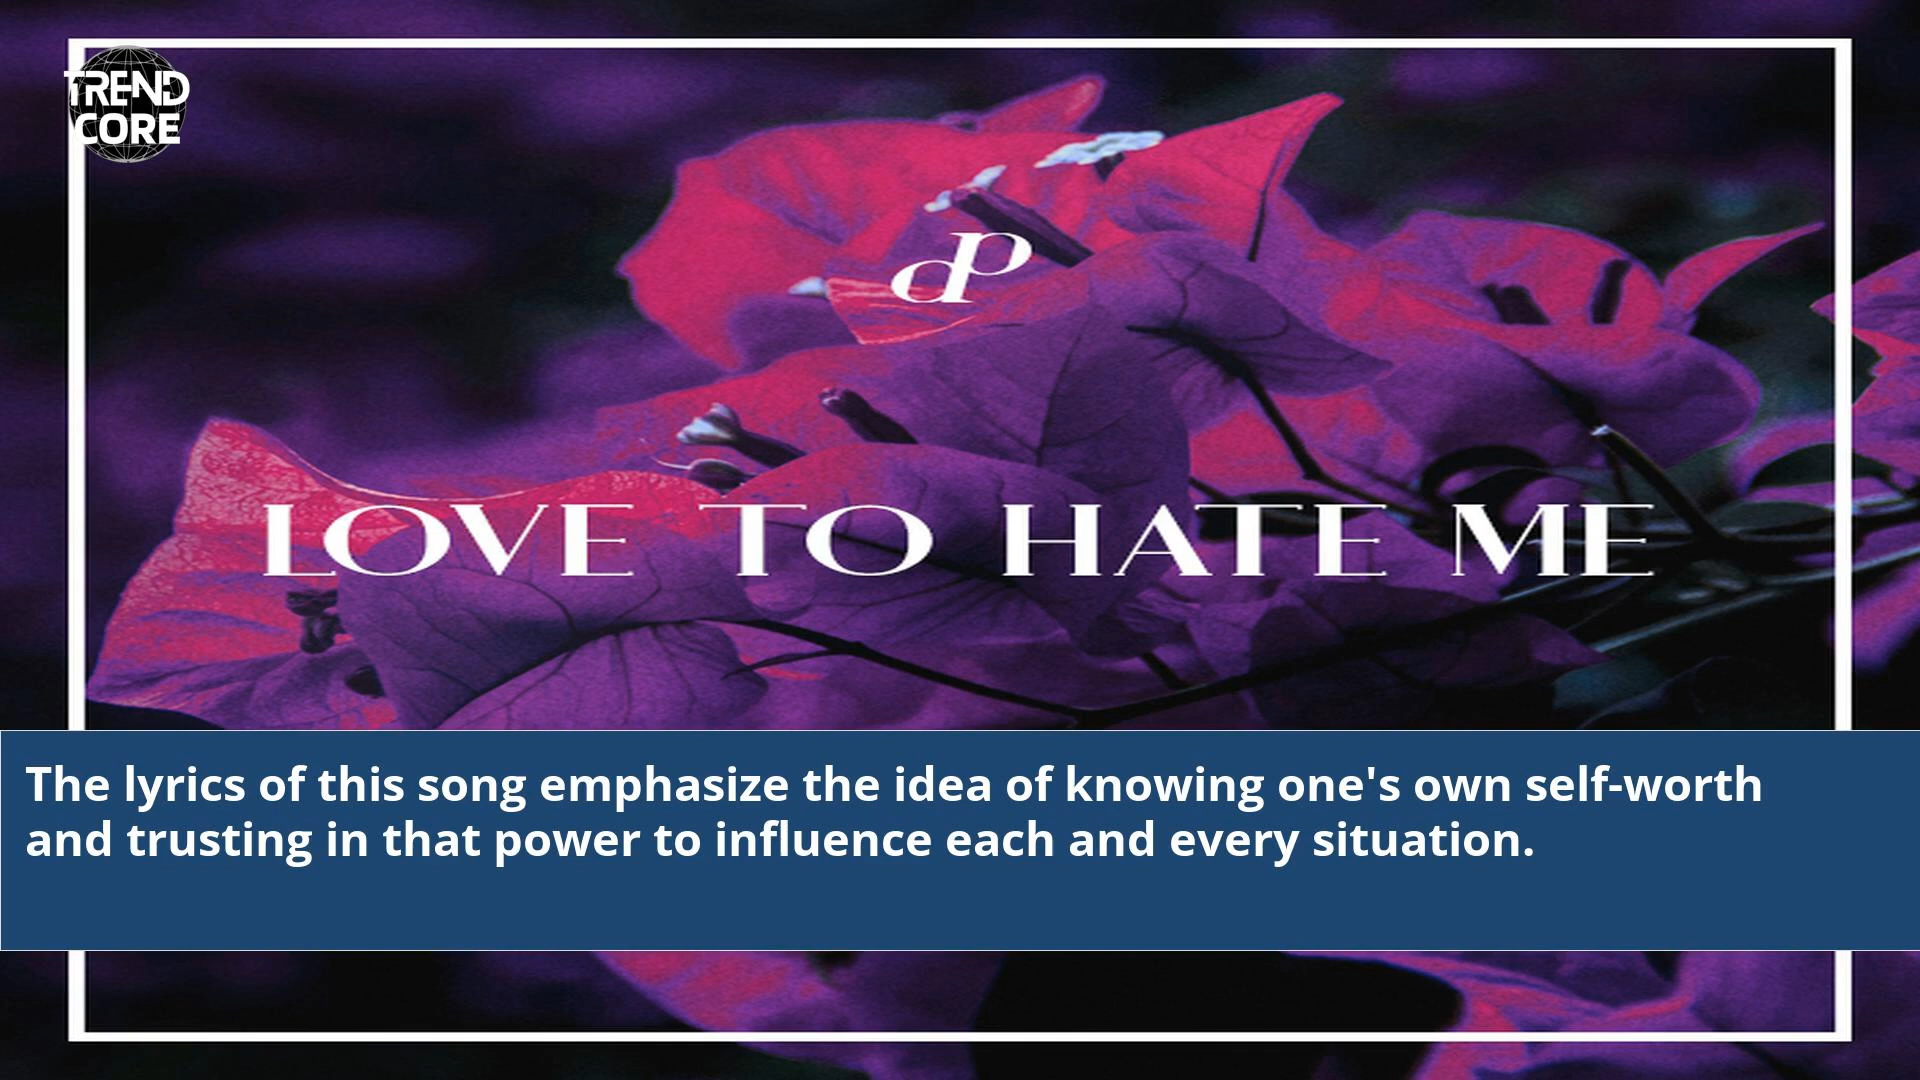 TREND
CORE
dp
LOVE TO HATE ME
The lyrics of this song emphasize the idea of knowing one's own self-worth
and trusting in that power to influence each and every situation.